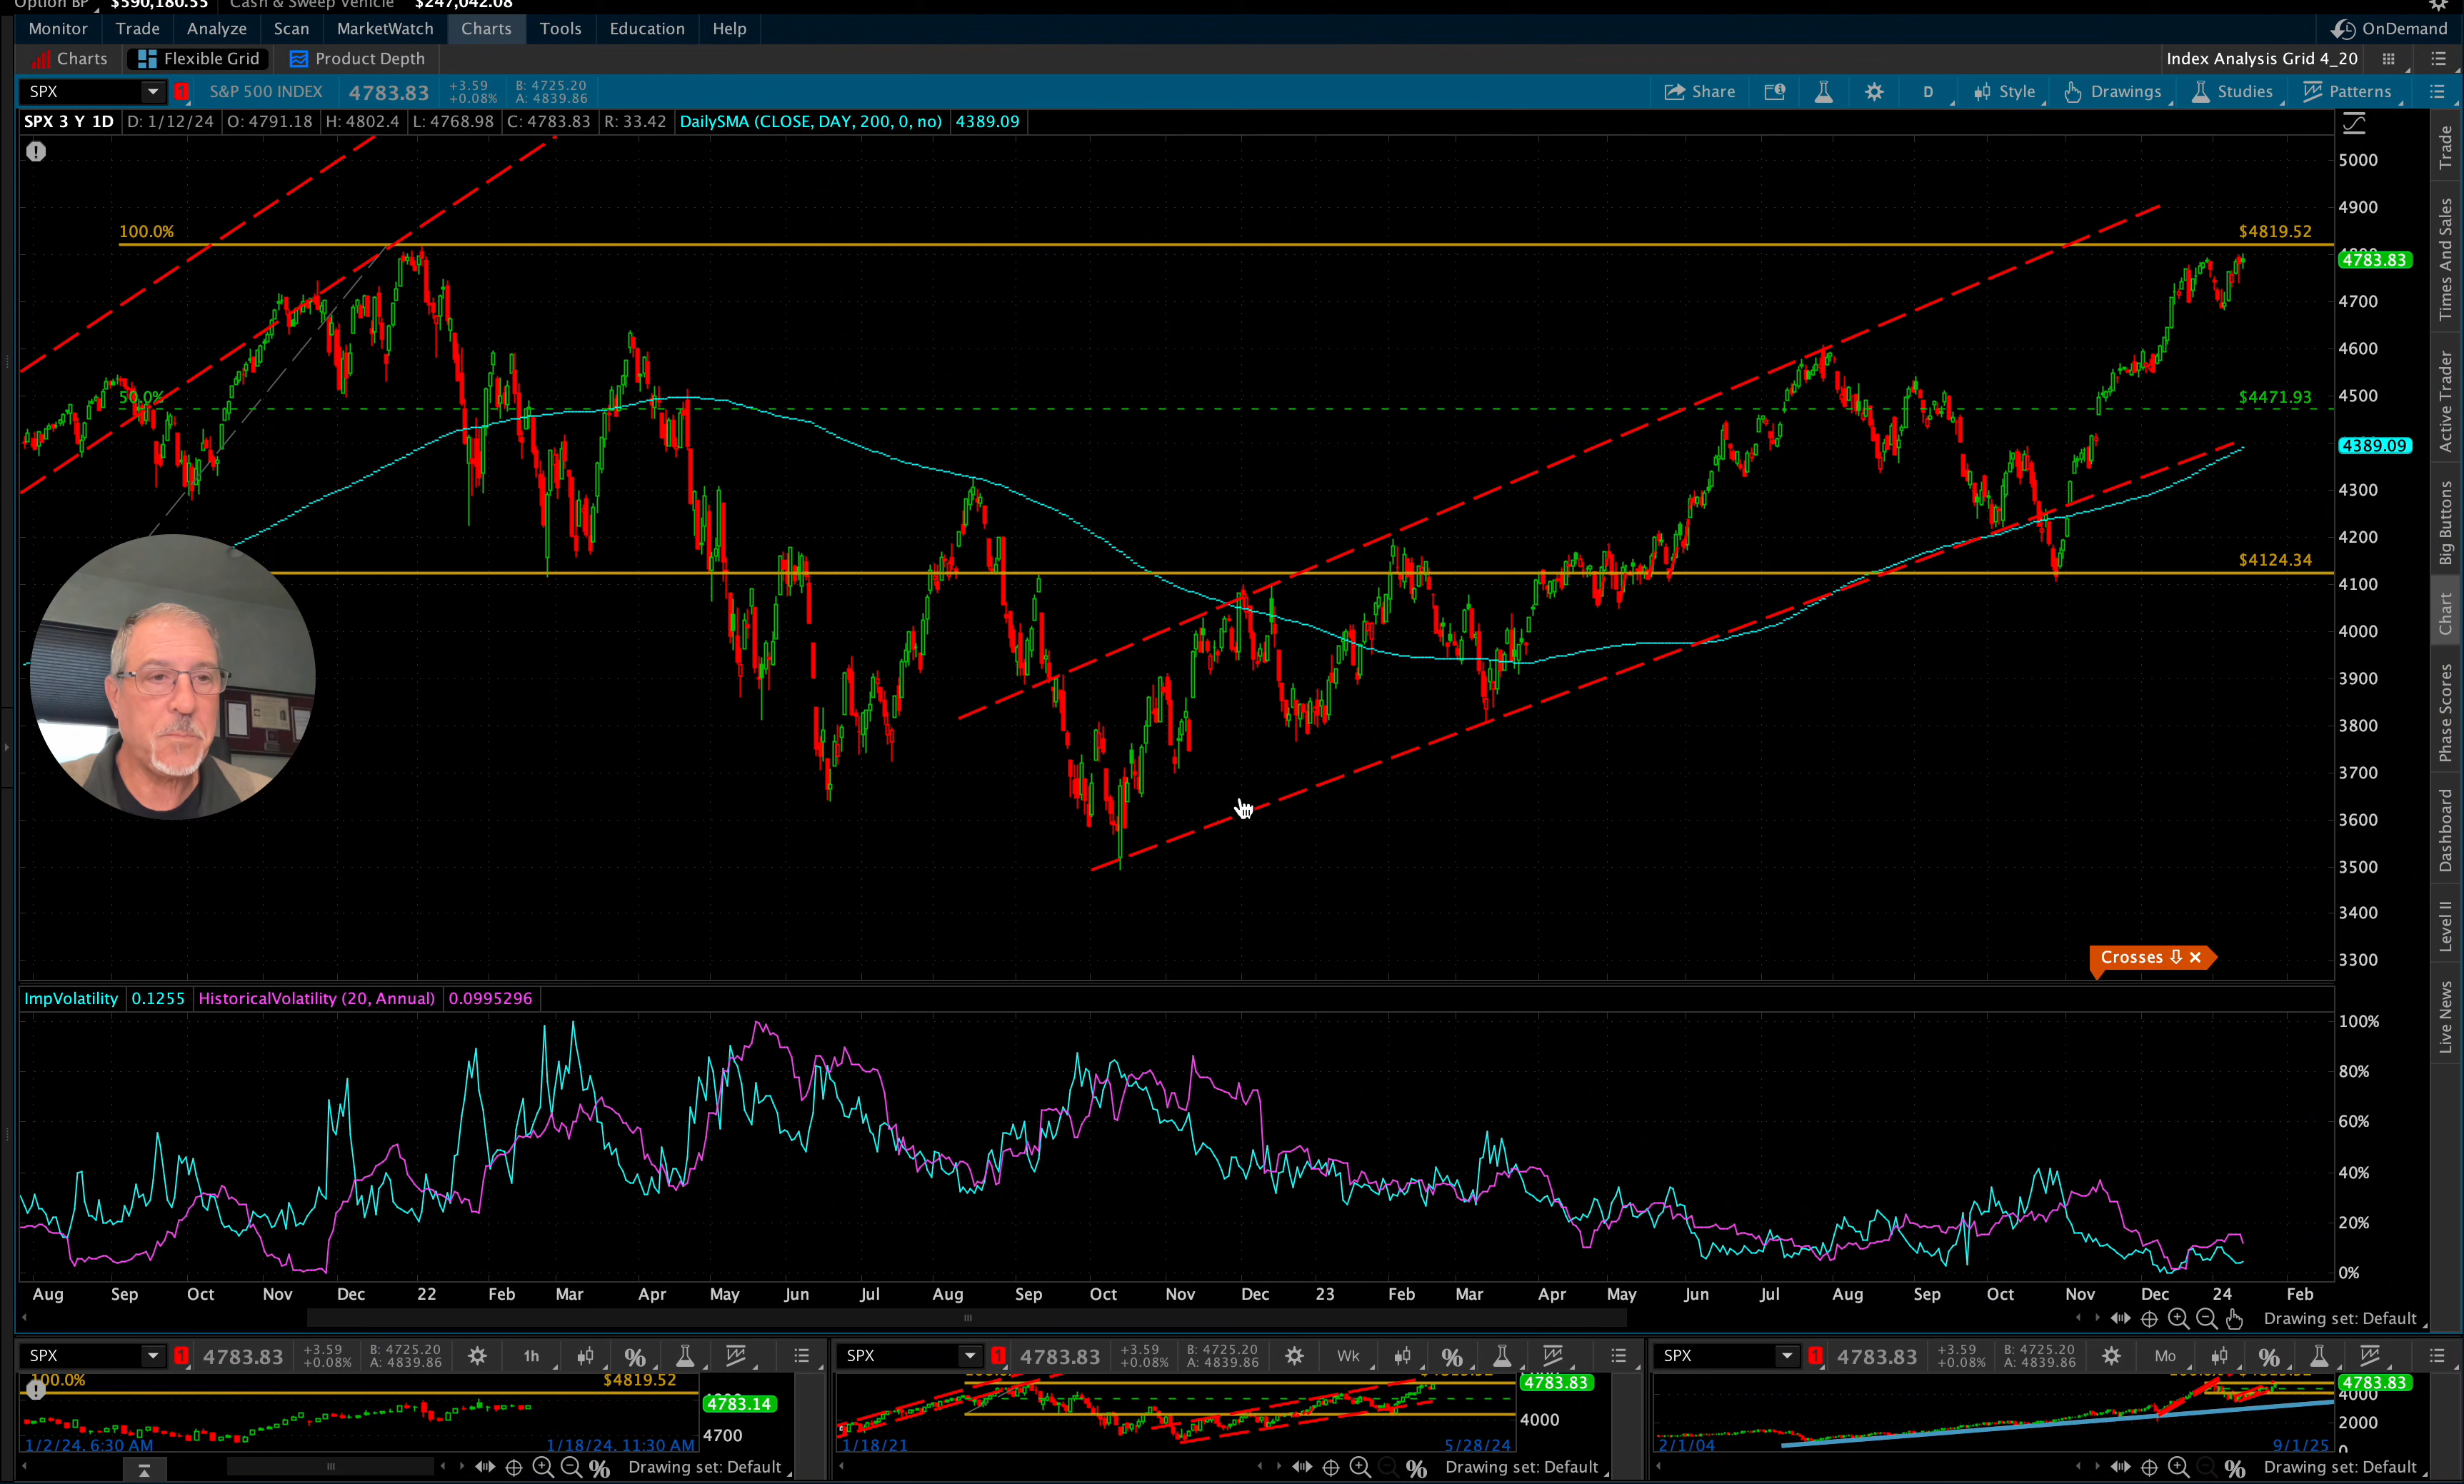 Option BP $590,180.55 Cash & Sweep Vehicle $247,042.08
Monitor Trade Analyze Scan MarketWatch Charts Tools Education Help OnDemand
Charts Flexible Grid Product Depth Index Analysis Grid 4_20
SPX 1 S&P 500 INDEX 4783.83 +3.59 +0.08% B: 4725.20 A: 4839.86 Share D Style Drawings Studies Patterns
SPX 3 Y 1D D: 1/12/24 O: 4791.18 H: 4802.4 L: 4768.98 C: 4783.83 R: 33.42 DailySMA (CLOSE, DAY, 200, 0, no) 4389.09
5000
4900
100.0% $4819.52
4783.83
4700
4600
50.0% $4471.93
4500
4389.09
4300
4200
$4124.34
4100
4000
3900
3800
3700
3600
3500
3400
Crosses
3300
Trade
Times And Sales
Active Trader
Big Buttons
Chart
Phase Scores
Dashboard
Level II
Live News
ImpVolatility 0.1255 HistoricalVolatility (20, Annual) 0.0995296
100%
80%
60%
40%
20%
0%
Aug Sep Oct Nov Dec 22 Feb Mar Apr May Jun Jul Aug Sep Oct Nov Dec 23 Feb Mar Apr May Jun Jul Aug Sep Oct Nov Dec 24 Feb
Drawing set: Default
SPX 1 4783.83 +3.59 +0.08% B: 4725.20 A: 4839.86 1h %
100.0% $4819.52
4783.14
4700
1/2/24, 6:30 AM 1/18/24, 11:30 AM
% Drawing set: Default
SPX 1 4783.83 +3.59 +0.08% B: 4725.20 A: 4839.86 Wk %
4783.83
4000
1/18/21 5/28/24
% Drawing set: Default
SPX 1 4783.83 +3.59 +0.08% B: 4725.20 A: 4839.86 Mo %
4783.83
4000
2000
0
2/1/04 9/1/25
% Drawing set: Default